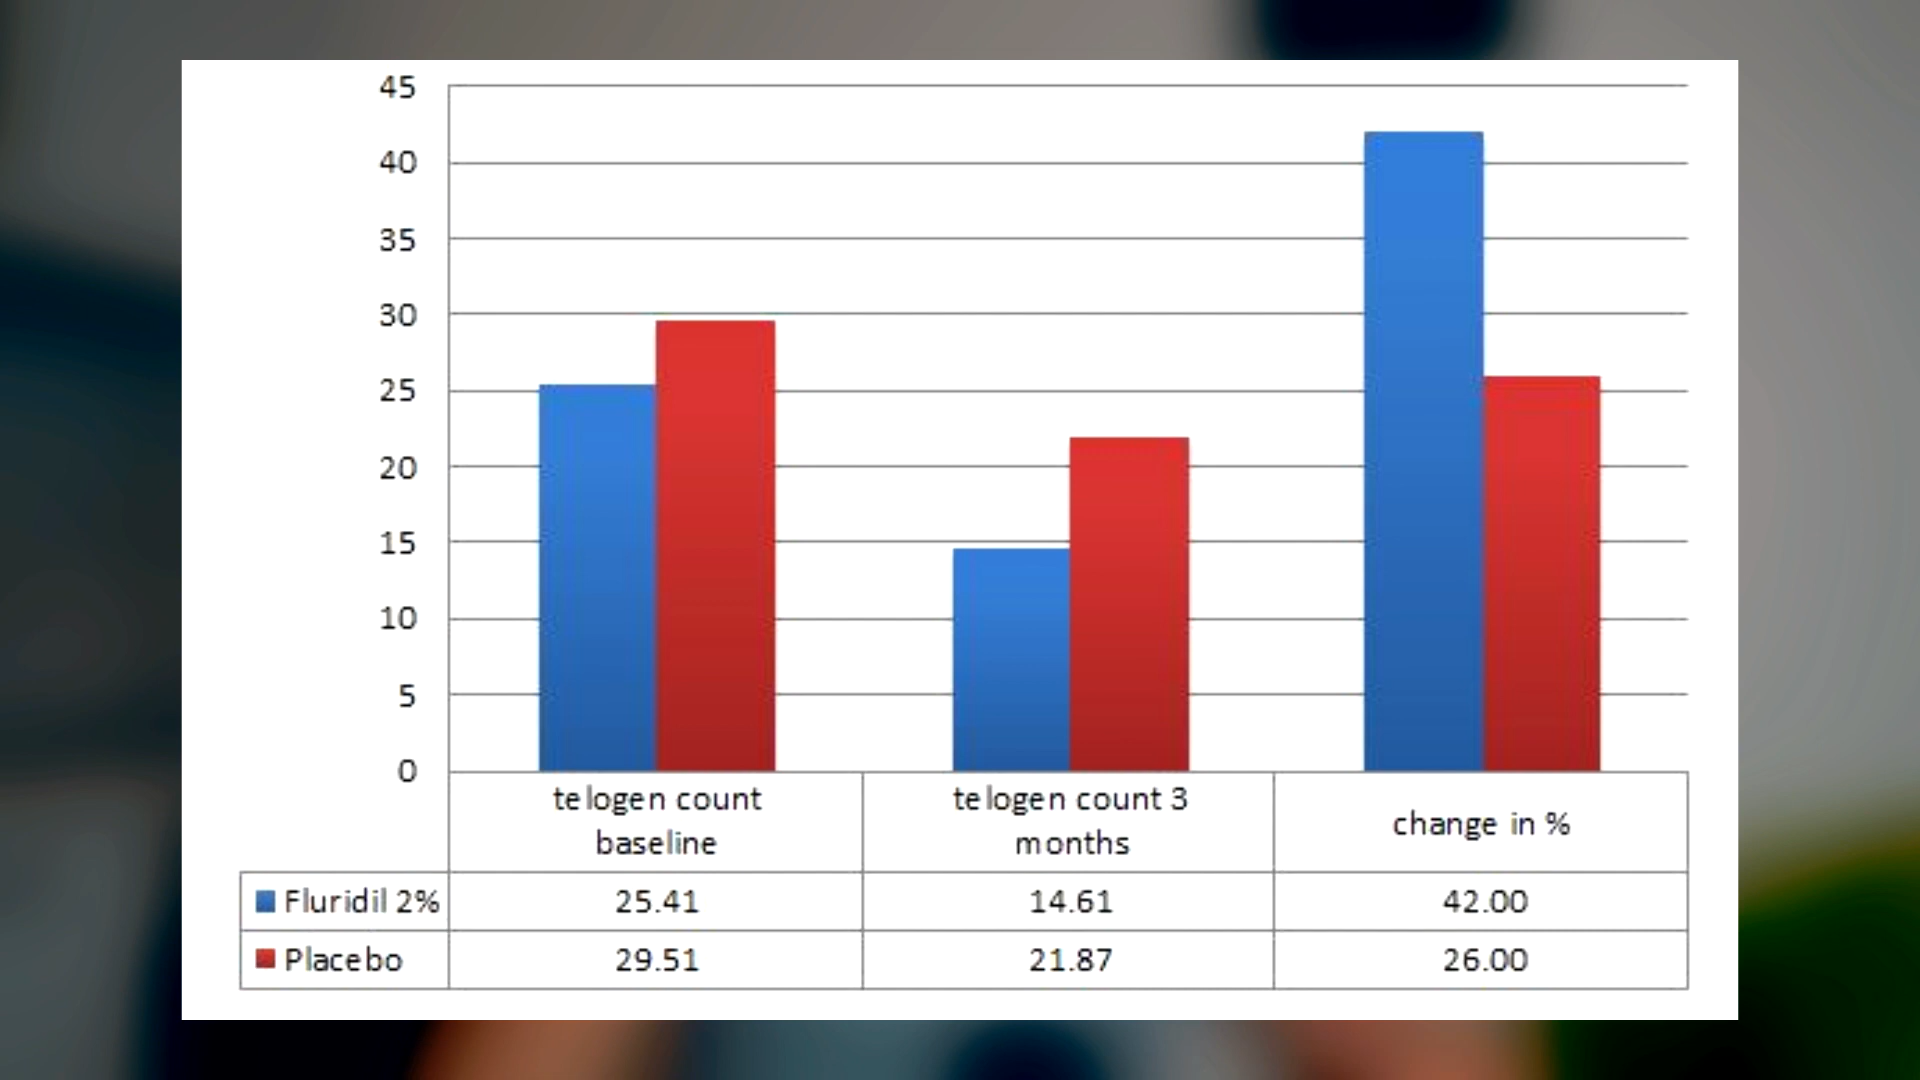 45
40
35
30
25
20
15
10
5
0
telogen count
baseline
telogen count 3
months
change in %
Fluridil 2% 25.41 14.61 42.00
Placebo 29.51 21.87 26.00